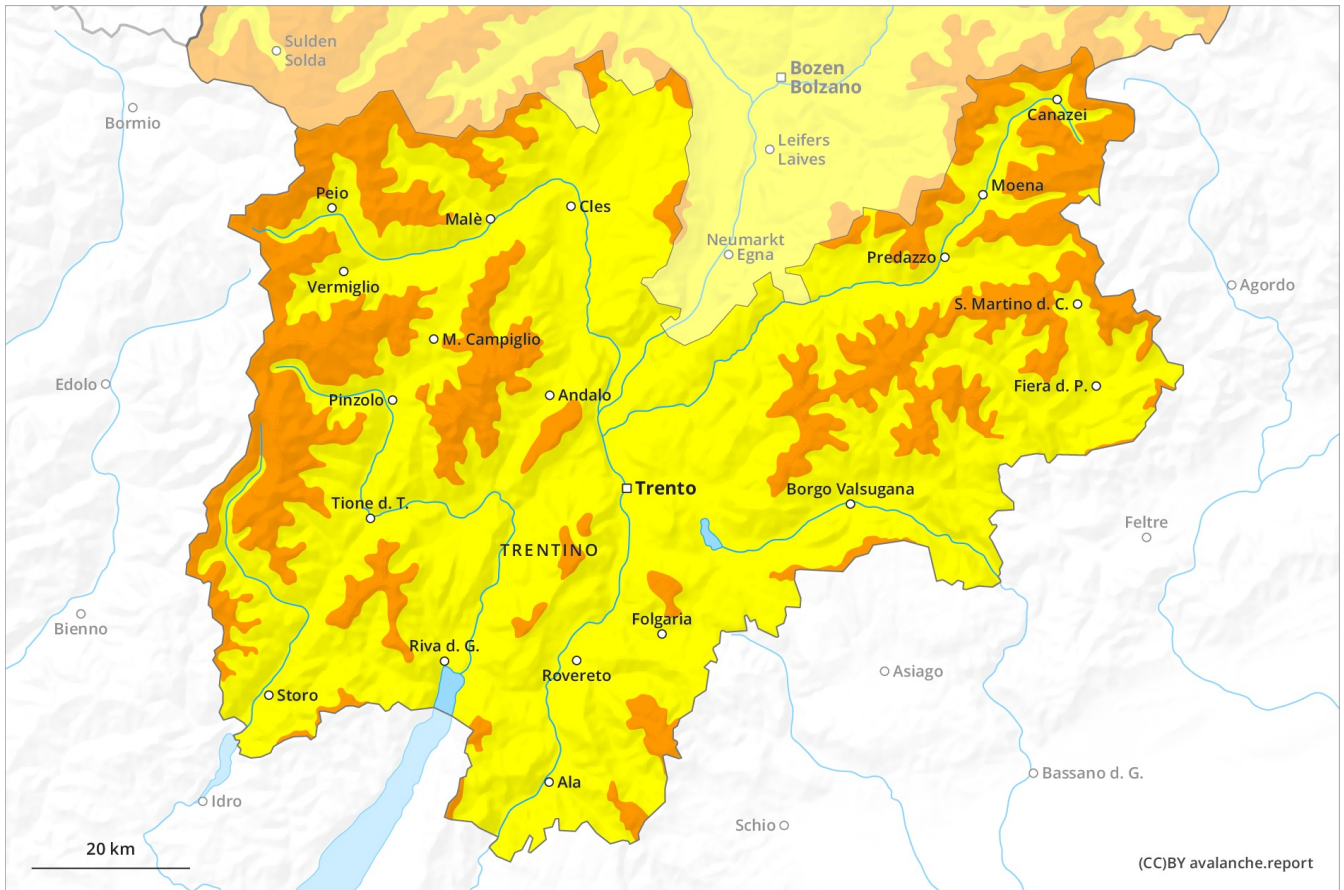 Sulden
Solda
Bozen
Bolzano
Bormio
Canazei
Leifers
Laives
Peio
Moena
Malè
Cles
Neumarkt
Egna
Predazzo
Vermiglio
Agordo
S. Martino d. C.
M. Campiglio
Edolo
Fiera d. P.
Pinzolo
Andalo
Trento
Borgo Valsugana
Tione d. T.
Feltre
TRENTINO
Bienno
Folgaria
Riva d. G.
Asiago
Rovereto
Storo
Bassano d. G.
Ala
Idro
Schio
20 km
(CC)BY avalanche.report